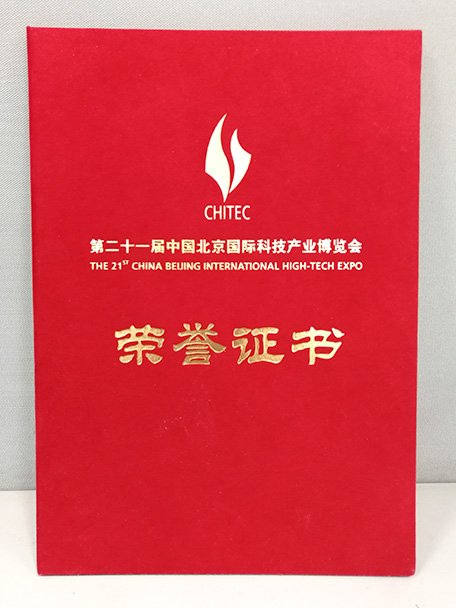 CHITEC
第二十一届中国北京国际科技产业博览会
THE 21ST CHINA BEIJING INTERNATIONAL HIGH-TECH EXPO
荣誉证书